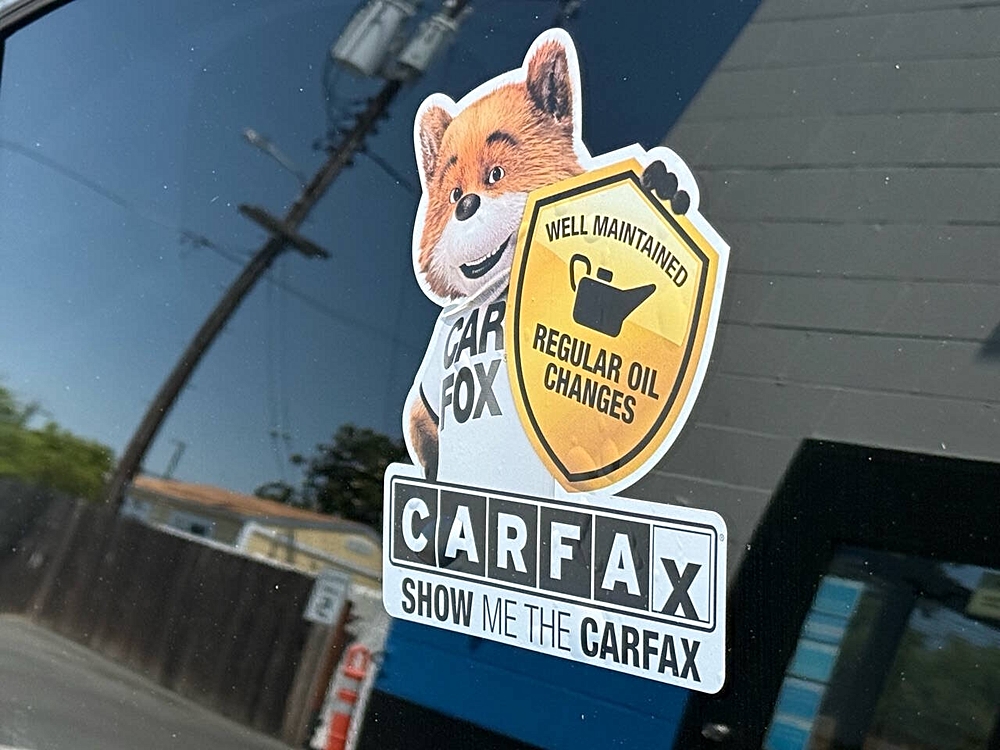 WELL MAINTAINED
REGULAR OIL
CHANGES
CAR
FOX
CARFAX
SHOW ME THE CARFAX